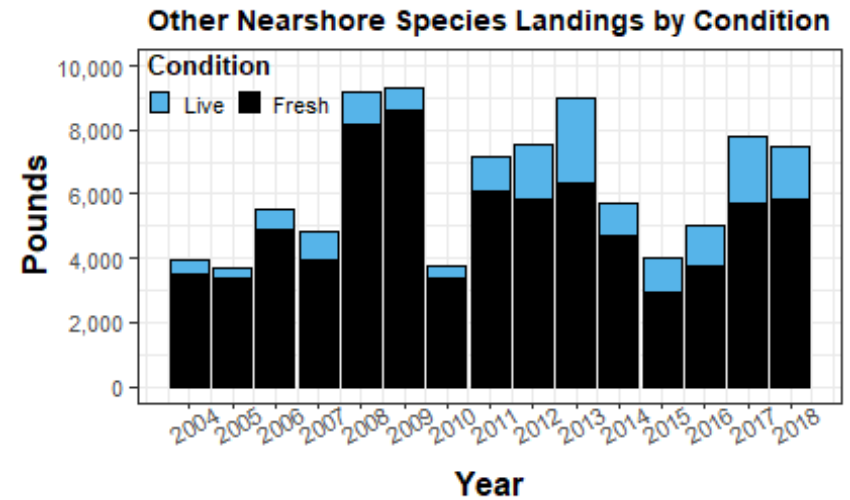 Other Nearshore Species Landings by Condition
Condition
Live Fresh
Pounds
10,000
8,000
6,000
4,000
2,000
0
2004 2005 2006 2007 2008 2009 2010 2011 2012 2013 2014 2015 2016 2017 2018
Year